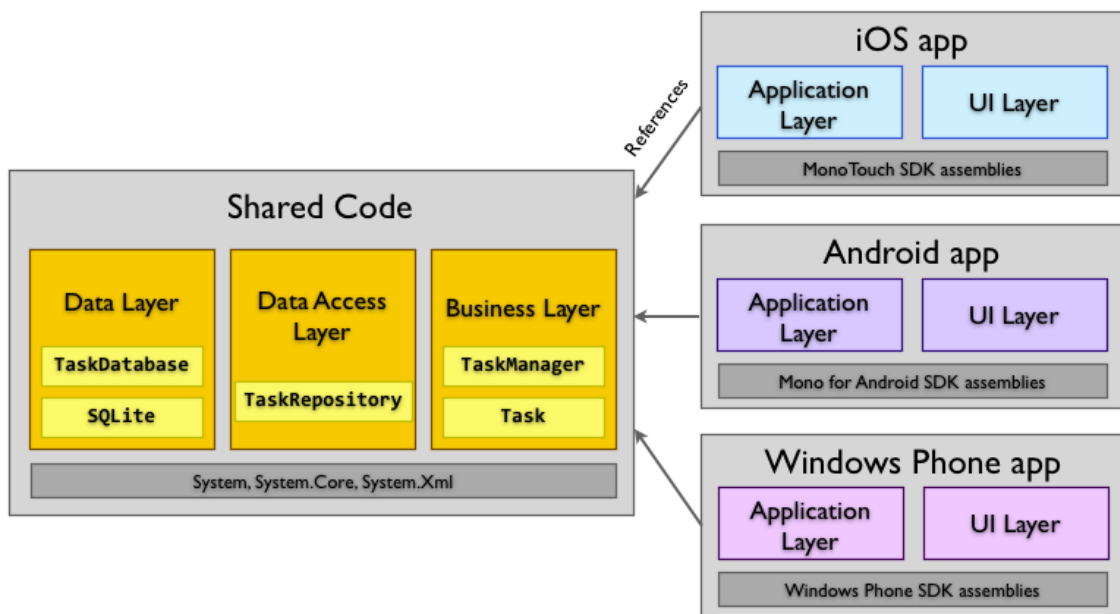 Shared Code
Data Layer
TaskDatabase
SQLite
Data Access
Layer
TaskRepository
Business Layer
TaskManager
Task
System, System.Core, System.Xml
References
iOS app
Application
Layer
UI Layer
MonoTouch SDK assemblies
Android app
Application
Layer
UI Layer
Mono for Android SDK assemblies
Windows Phone app
Application
Layer
UI Layer
Windows Phone SDK assemblies